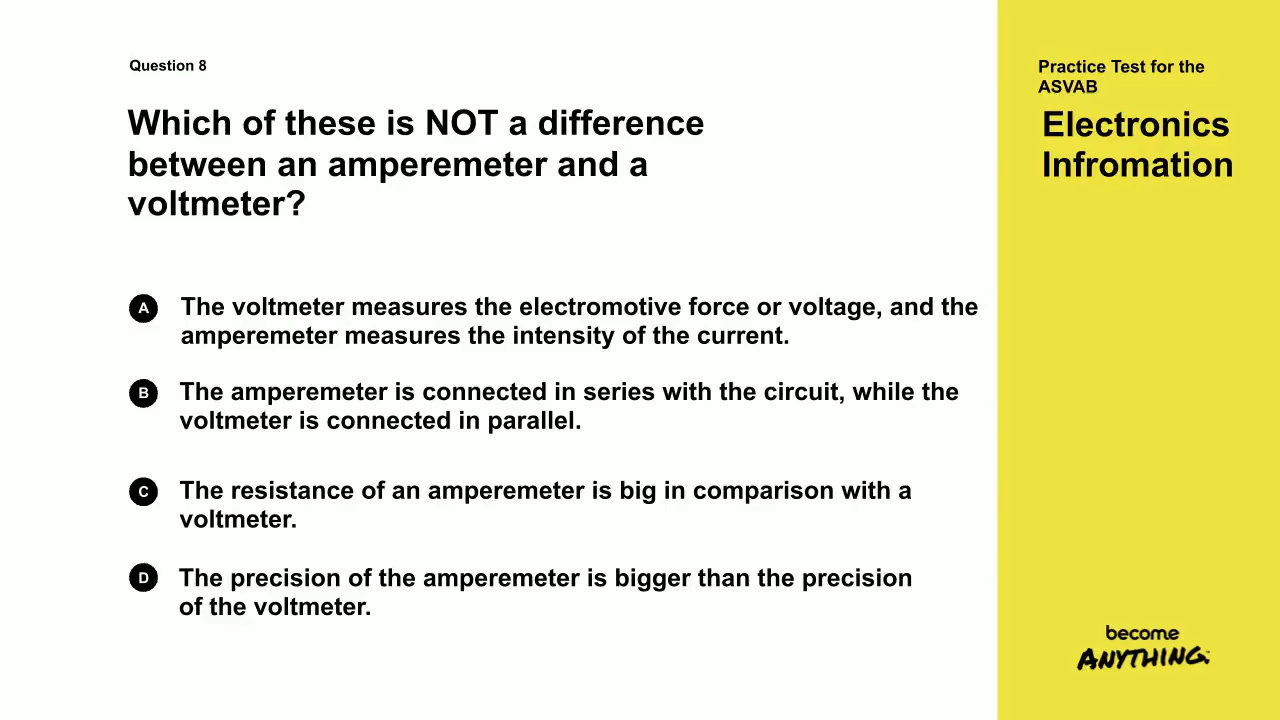 Question 8
Which of these is NOT a difference
between an amperemeter and a
voltmeter?
A The voltmeter measures the electromotive force or voltage, and the
amperemeter measures the intensity of the current.
B The amperemeter is connected in series with the circuit, while the
voltmeter is connected in parallel.
C The resistance of an amperemeter is big in comparison with a
voltmeter.
D The precision of the amperemeter is bigger than the precision
of the voltmeter.
Practice Test for the
ASVAB
Electronics
Infromation
become
ANYTHING.